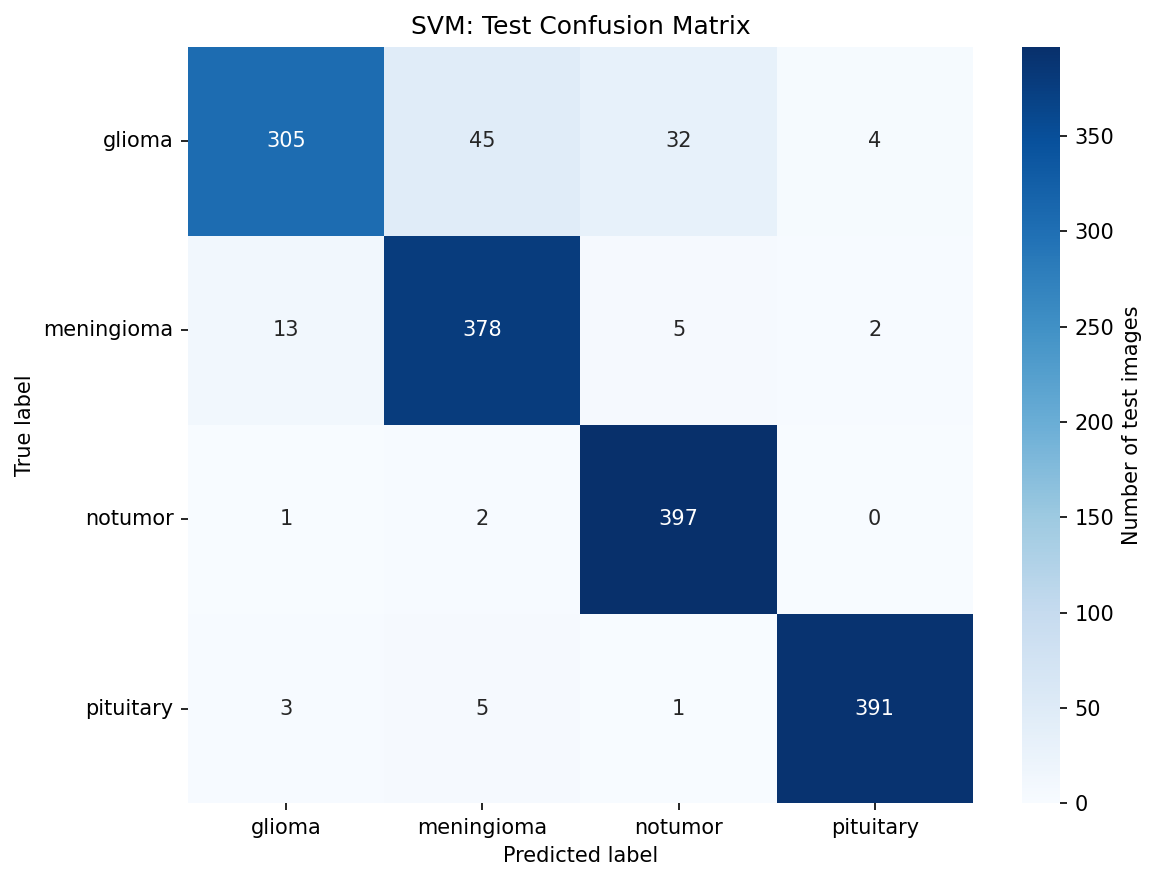 SVM: Test Confusion Matrix
glioma 305 45 32 4
meningioma 13 378 5 2
notumor 1 2 397 0
pituitary 3 5 1 391
glioma meningioma notumor pituitary
Predicted label
True label
350
300
250
200
150
100
50
0
Number of test images